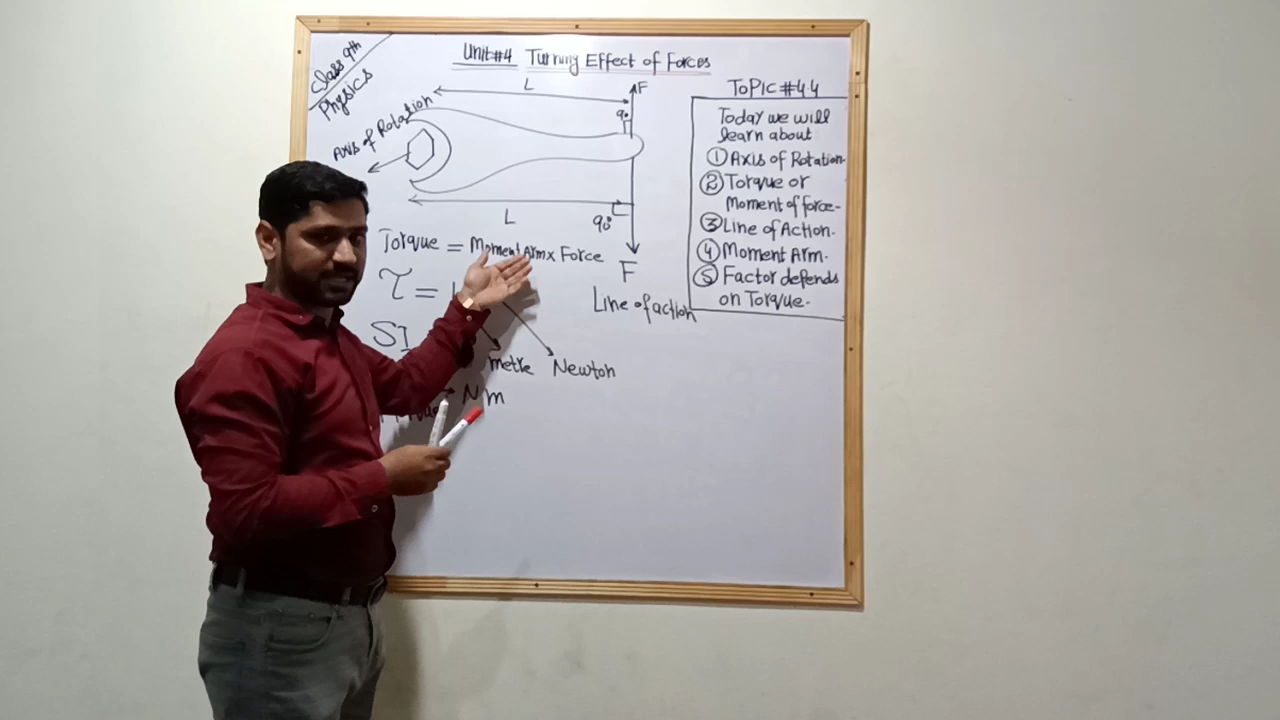 Class 9th
Physics
Unit#4 Turning Effect of Forces
L
F
90
Axis of Rotation
L
90°
F
Line of action
Torque = Moment Arm x Force
τ =
SI
metre Newton
N m
TOPIC #4.4
Today we will
learn about
1 Axis of Rotation-
2 Torque or
Moment of force-
3 Line of Action.
4 Moment Arm.
5 Factor depends
on Torque-